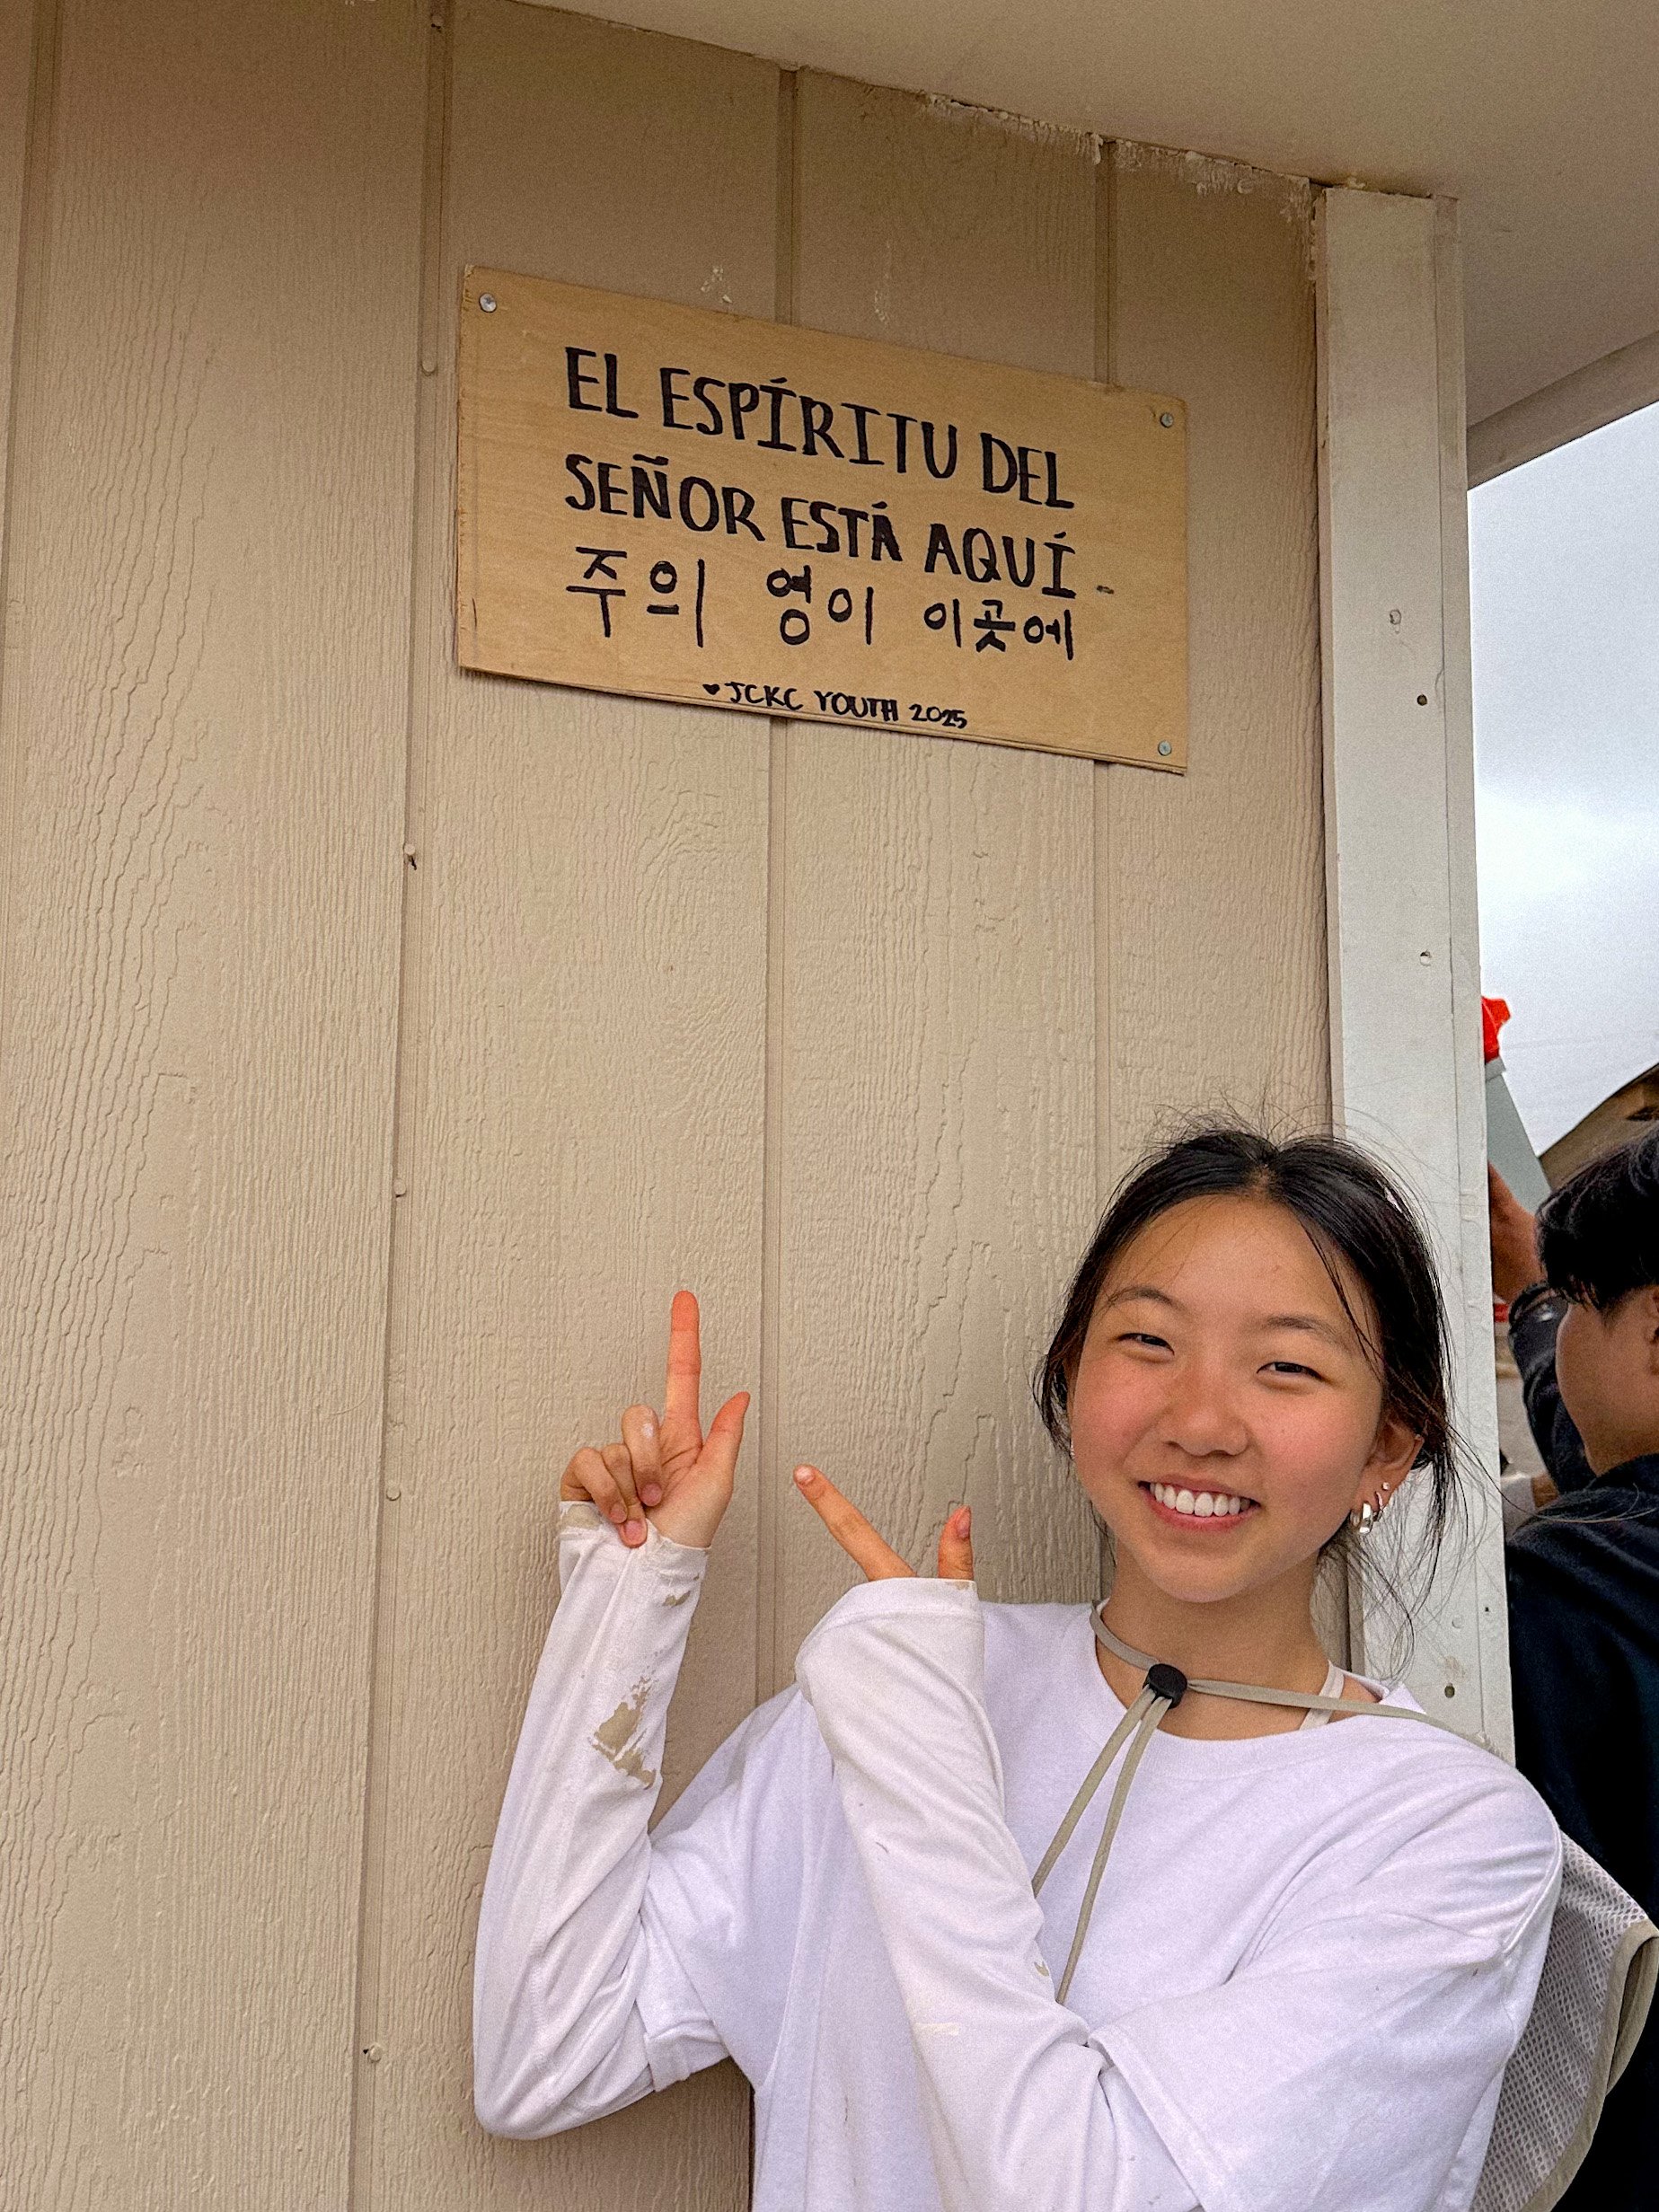 EL ESPÍRITU DEL
SEÑOR ESTÁ AQUÍ -
주의 영이 이곳에
♥ JCKC YOUTH 2025